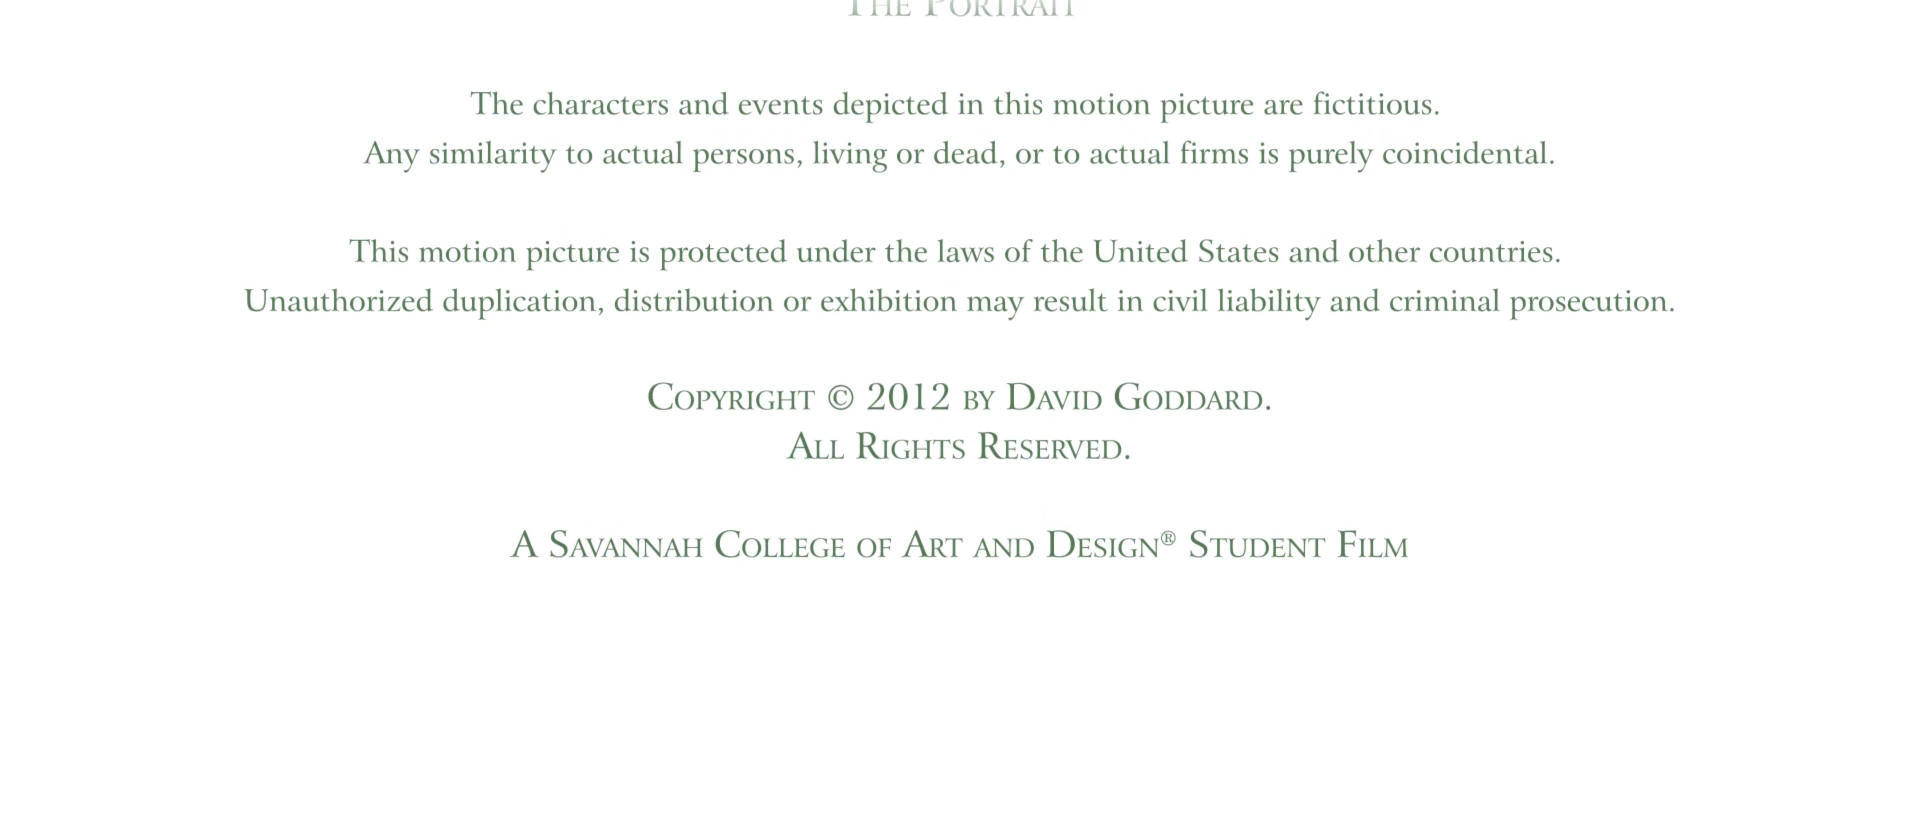 The Portrait
The characters and events depicted in this motion picture are fictitious.
Any similarity to actual persons, living or dead, or to actual firms is purely coincidental.
This motion picture is protected under the laws of the United States and other countries.
Unauthorized duplication, distribution or exhibition may result in civil liability and criminal prosecution.
Copyright © 2012 by David Goddard.
All Rights Reserved.
A Savannah College of Art and Design® Student Film